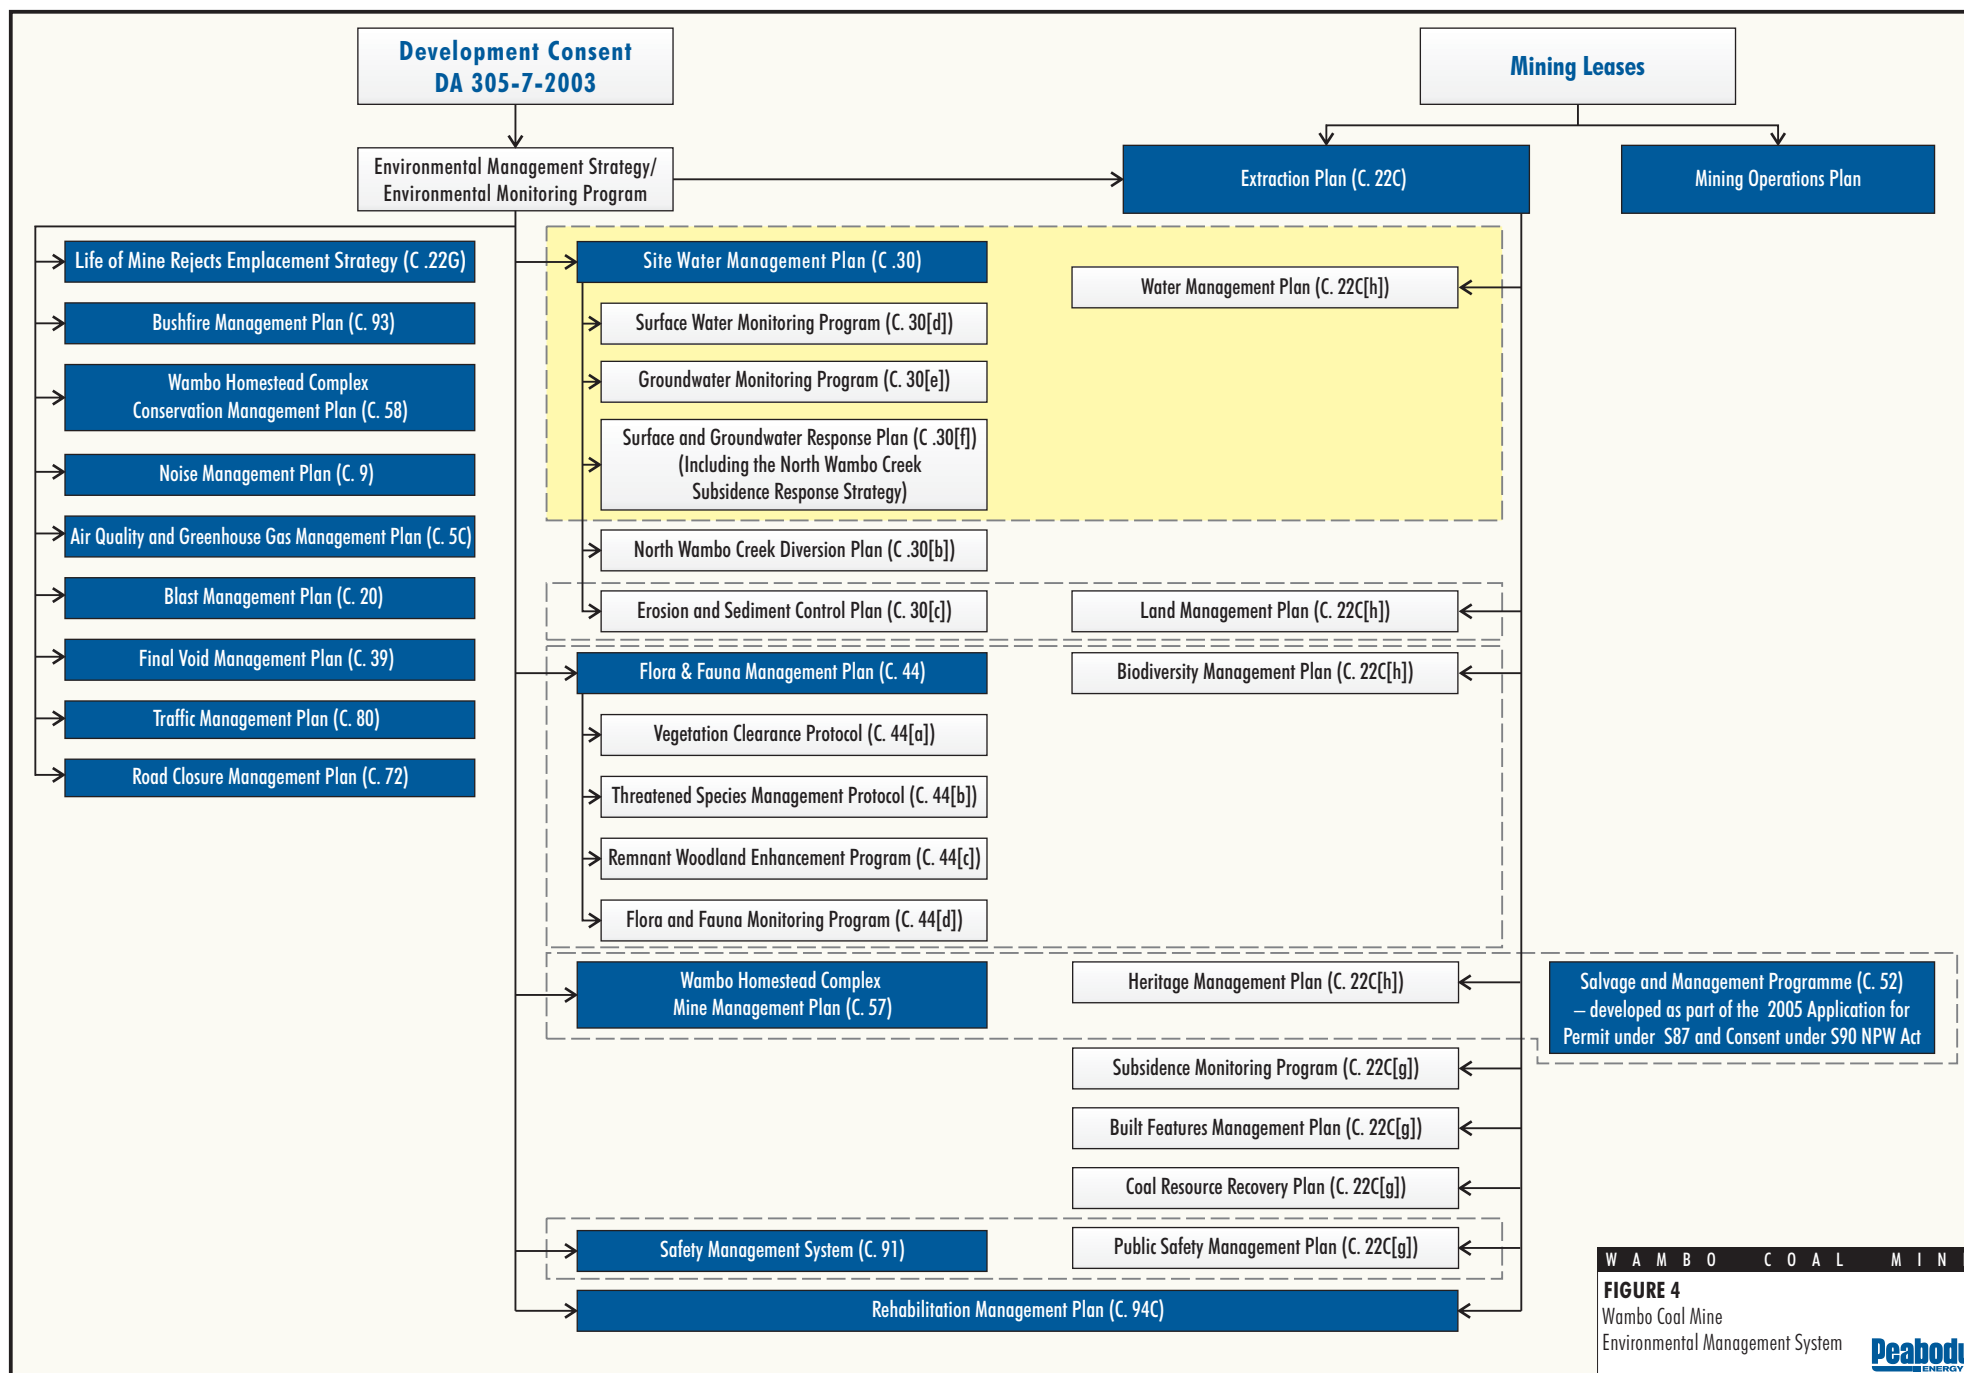 Development Consent
DA 305-7-2003
Mining Leases
Environmental Management Strategy/
Environmental Monitoring Program
Extraction Plan (C. 22C)
Mining Operations Plan
Life of Mine Rejects Emplacement Strategy (C .22G)
Bushfire Management Plan (C. 93)
Wambo Homestead Complex
Conservation Management Plan (C. 58)
Noise Management Plan (C. 9)
Air Quality and Greenhouse Gas Management Plan (C. 5C)
Blast Management Plan (C. 20)
Final Void Management Plan (C. 39)
Traffic Management Plan (C. 80)
Road Closure Management Plan (C. 72)
Site Water Management Plan (C .30)
Surface Water Monitoring Program (C. 30[d])
Groundwater Monitoring Program (C. 30[e])
Surface and Groundwater Response Plan (C .30[f])
(Including the North Wambo Creek
Subsidence Response Strategy)
North Wambo Creek Diversion Plan (C .30[b])
Erosion and Sediment Control Plan (C. 30[c])
Flora & Fauna Management Plan (C. 44)
Vegetation Clearance Protocol (C. 44[a])
Threatened Species Management Protocol (C. 44[b])
Remnant Woodland Enhancement Program (C. 44[c])
Flora and Fauna Monitoring Program (C. 44[d])
Wambo Homestead Complex
Mine Management Plan (C. 57)
Safety Management System (C. 91)
Rehabilitation Management Plan (C. 94C)
Water Management Plan (C. 22C[h])
Land Management Plan (C. 22C[h])
Biodiversity Management Plan (C. 22C[h])
Heritage Management Plan (C. 22C[h])
Subsidence Monitoring Program (C. 22C[g])
Built Features Management Plan (C. 22C[g])
Coal Resource Recovery Plan (C. 22C[g])
Public Safety Management Plan (C. 22C[g])
Salvage and Management Programme (C. 52)
– developed as part of the 2005 Application for
Permit under S87 and Consent under S90 NPW Act
WAMBO COAL MIN
FIGURE 4
Wambo Coal Mine
Environmental Management System
Peabody
ENERGY